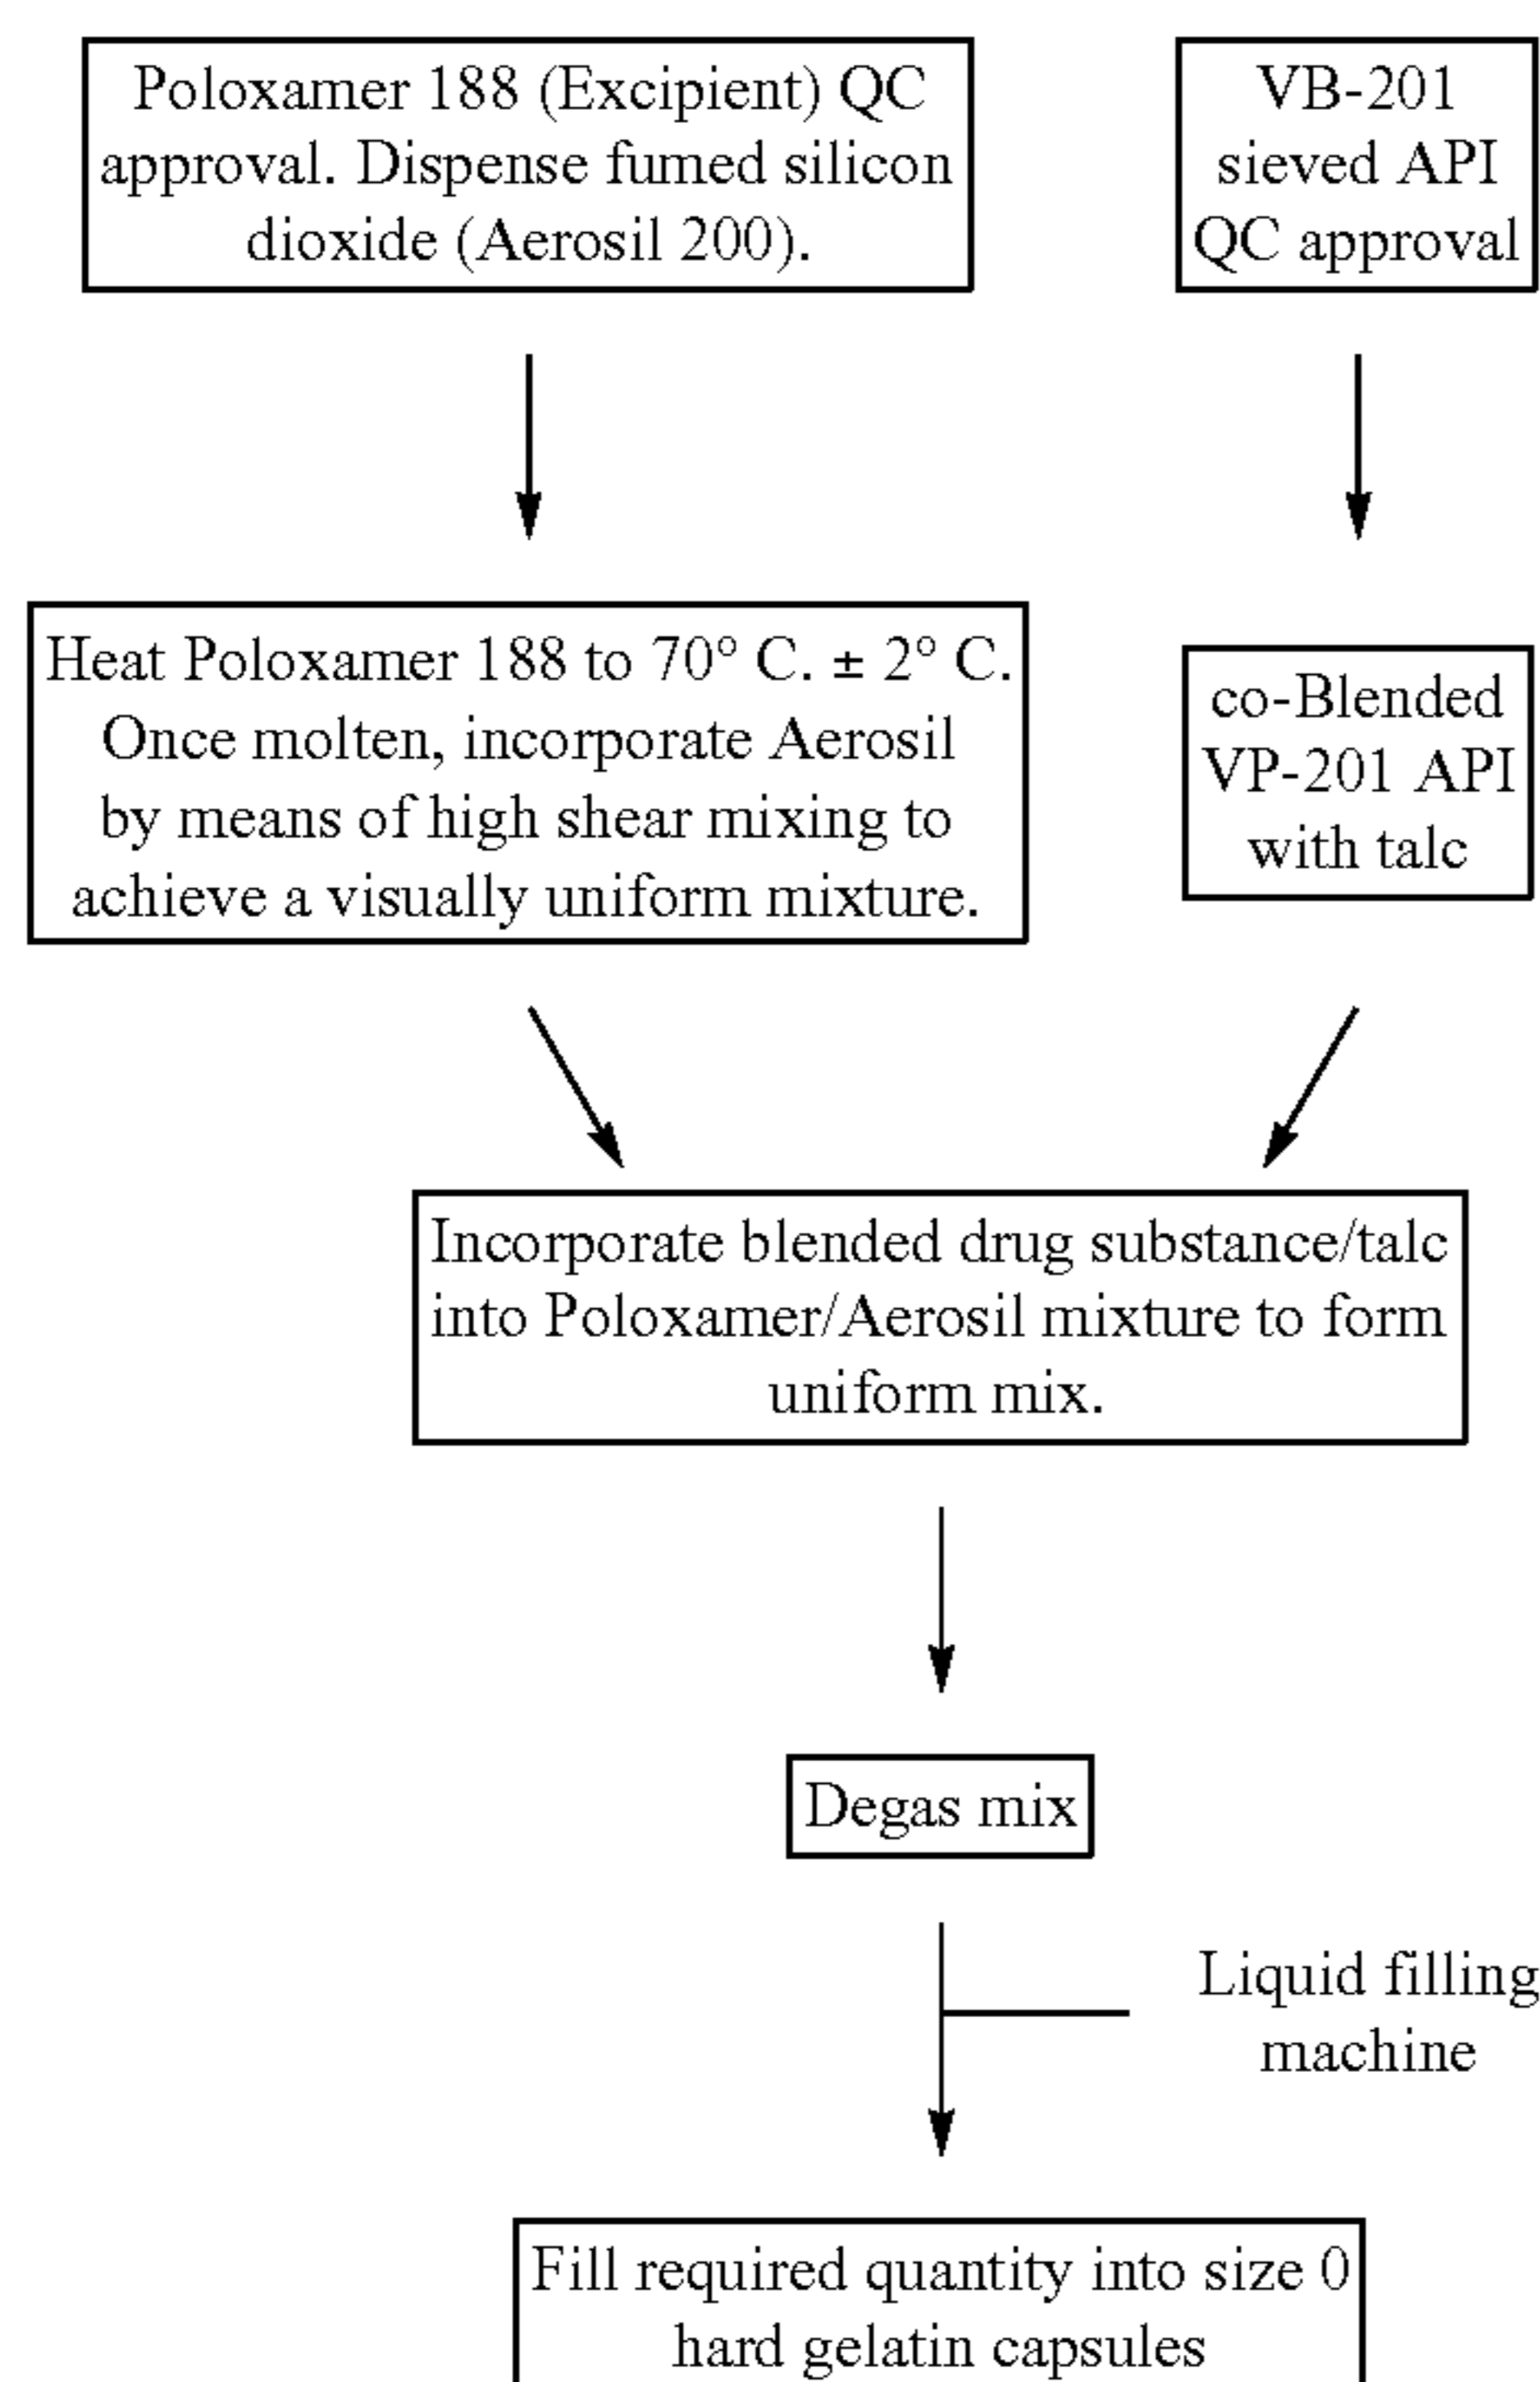 Poloxamer 188 (Excipient) QC
approval. Dispense fumed silicon
dioxide (Aerosil 200).
VB-201
sieved API
QC approval
Heat Poloxamer 188 to 70° C. ± 2° C.
Once molten, incorporate Aerosil
by means of high shear mixing to
achieve a visually uniform mixture.
co-Blended
VP-201 API
with talc
Incorporate blended drug substance/talc
into Poloxamer/Aerosil mixture to form
uniform mix.
Degas mix
Liquid filling
machine
Fill required quantity into size 0
hard gelatin capsules